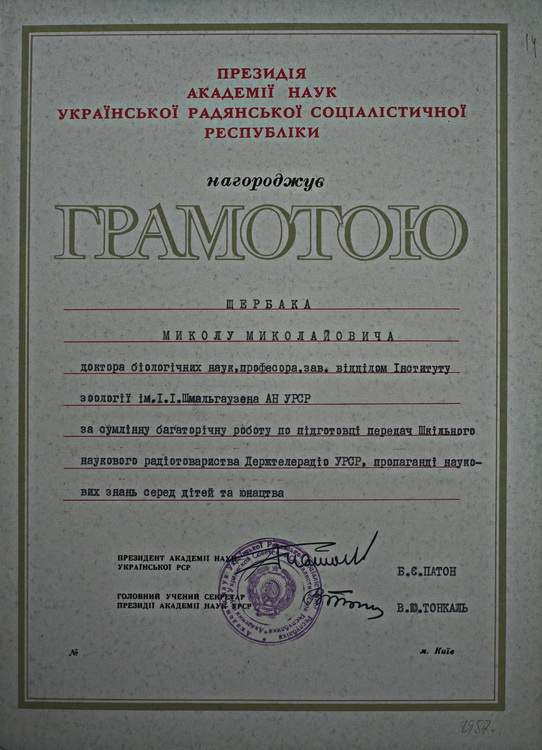 14
ПРЕЗИДІЯ
АКАДЕМІЇ НАУК
УКРАЇНСЬКОЇ РАДЯНСЬКОЇ СОЦІАЛІСТИЧНОЇ
РЕСПУБЛІКИ
нагороджує
ГРАМОТОЮ
ЩЕРБАКА
МИКОЛУ МИКОЛАЙОВИЧА
доктора біологічних наук,професора,зав. відділом Інституту
зоології ім.І.І.Шмальгаузена АН УРСР
за сумлінну багаторічну роботу по підготовці передач Шкільного
наукового радіотовариства Держтелерадіо УРСР, пропаганді науко-
вих знань серед дітей та юнацтва
ПРЕЗИДЕНТ АКАДЕМІЇ НАУК
УКРАЇНСЬКОЇ РСР
Б.Є.ПАТОН
ГОЛОВНИЙ УЧЕНИЙ СЕКРЕТАР
ПРЕЗИДІЇ АКАДЕМІЇ НАУК УРСР
В.Ю.ТОНКАЛЬ
№
м. Київ
1987.